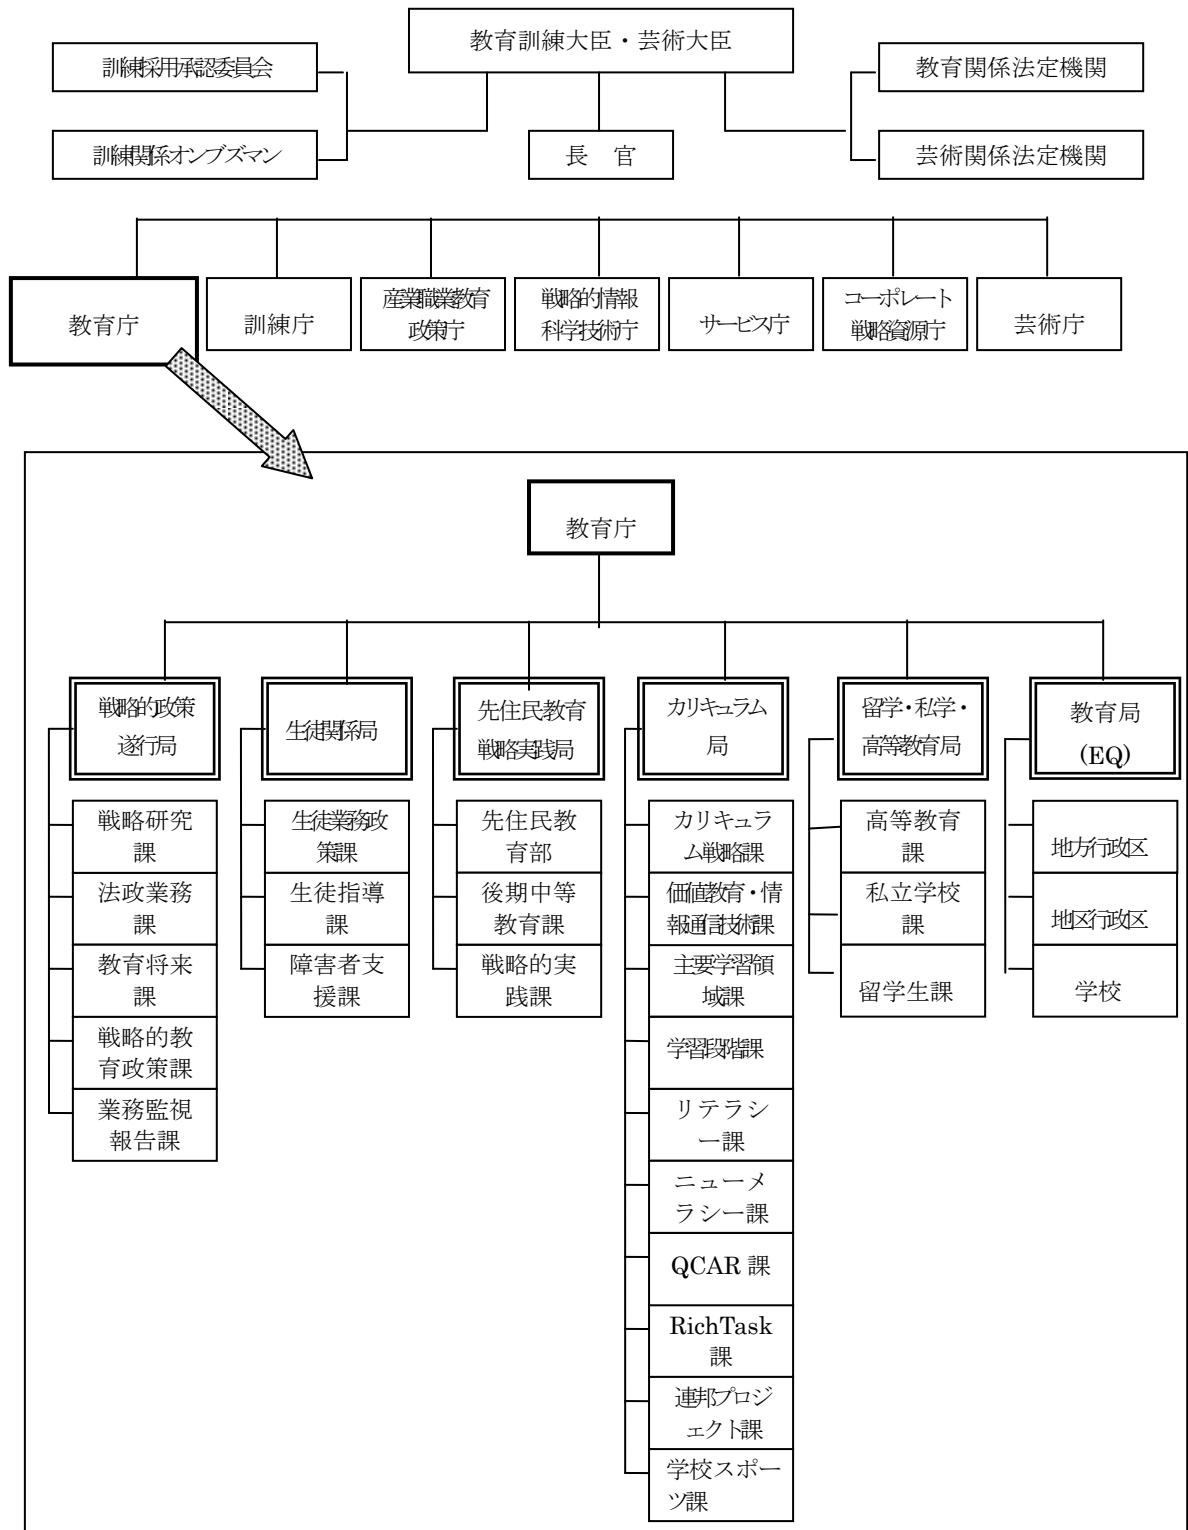 教育訓練大臣・芸術大臣
訓練採用承認委員会
教育関係法定機関
訓練関係オンブズマン
長 官
芸術関係法定機関
教育庁
訓練庁
産業職業教育
政策庁
戦略的情報
科学技術庁
サービス庁
コーポレート
戦略資源庁
芸術庁
教育庁
戦略的政策
遂行局
生徒関係局
先住民教育
戦略実践局
カリキュラム
局
留学・私学・
高等教育局
教育局
(EQ)
戦略研究
課
法政業務
課
教育将来
課
戦略的教
育政策課
業務監視
報告課
生徒業務政
策課
生徒指導
課
障害者支
援課
先住民教
育部
後期中等
教育課
戦略的実
践課
カリキュラ
ム戦略課
価値教育・情
報通信技術課
主要学習領
域課
学習段階課
リテラシ
ー課
ニューメ
ラシー課
QCAR 課
RichTask
課
連邦プロジ
ェクト課
学校スポー
ツ課
高等教育
課
私立学校
課
留学生課
地方行政区
地区行政区
学校